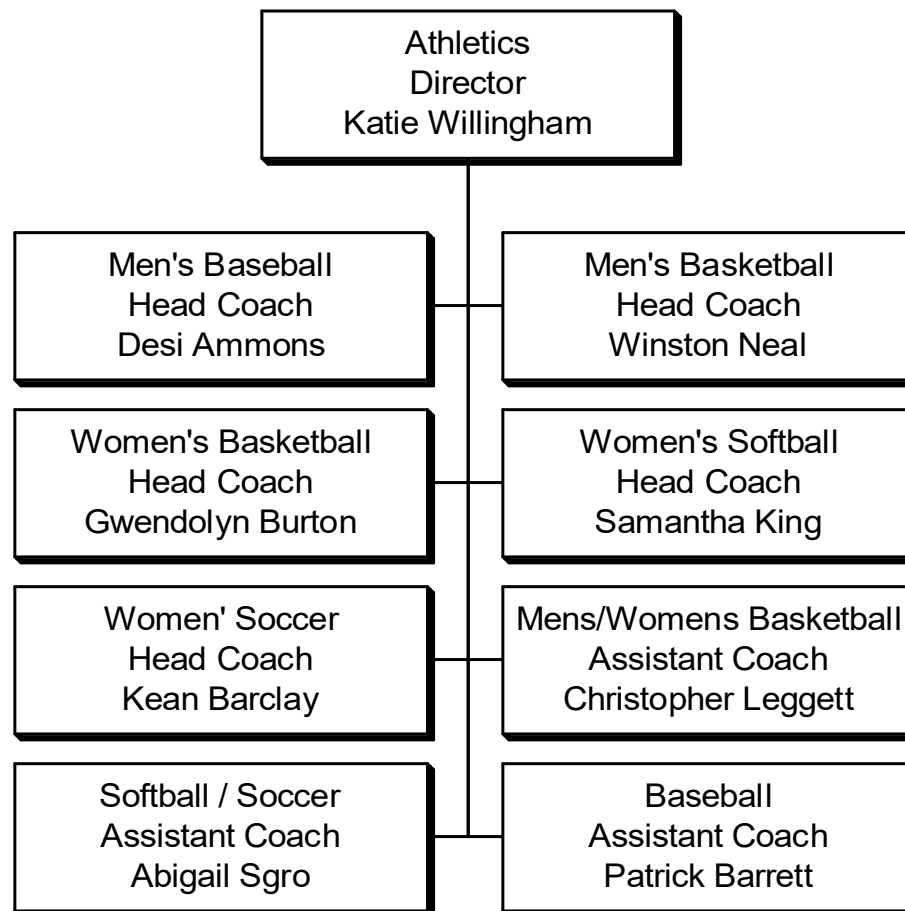 Athletics
Director
Katie Willingham
Men's Baseball
Head Coach
Desi Ammons
Men's Basketball
Head Coach
Winston Neal
Women's Basketball
Head Coach
Gwendolyn Burton
Women's Softball
Head Coach
Samantha King
Women' Soccer
Head Coach
Kean Barclay
Mens/Womens Basketball
Assistant Coach
Christopher Leggett
Softball / Soccer
Assistant Coach
Abigail Sgro
Baseball
Assistant Coach
Patrick Barrett